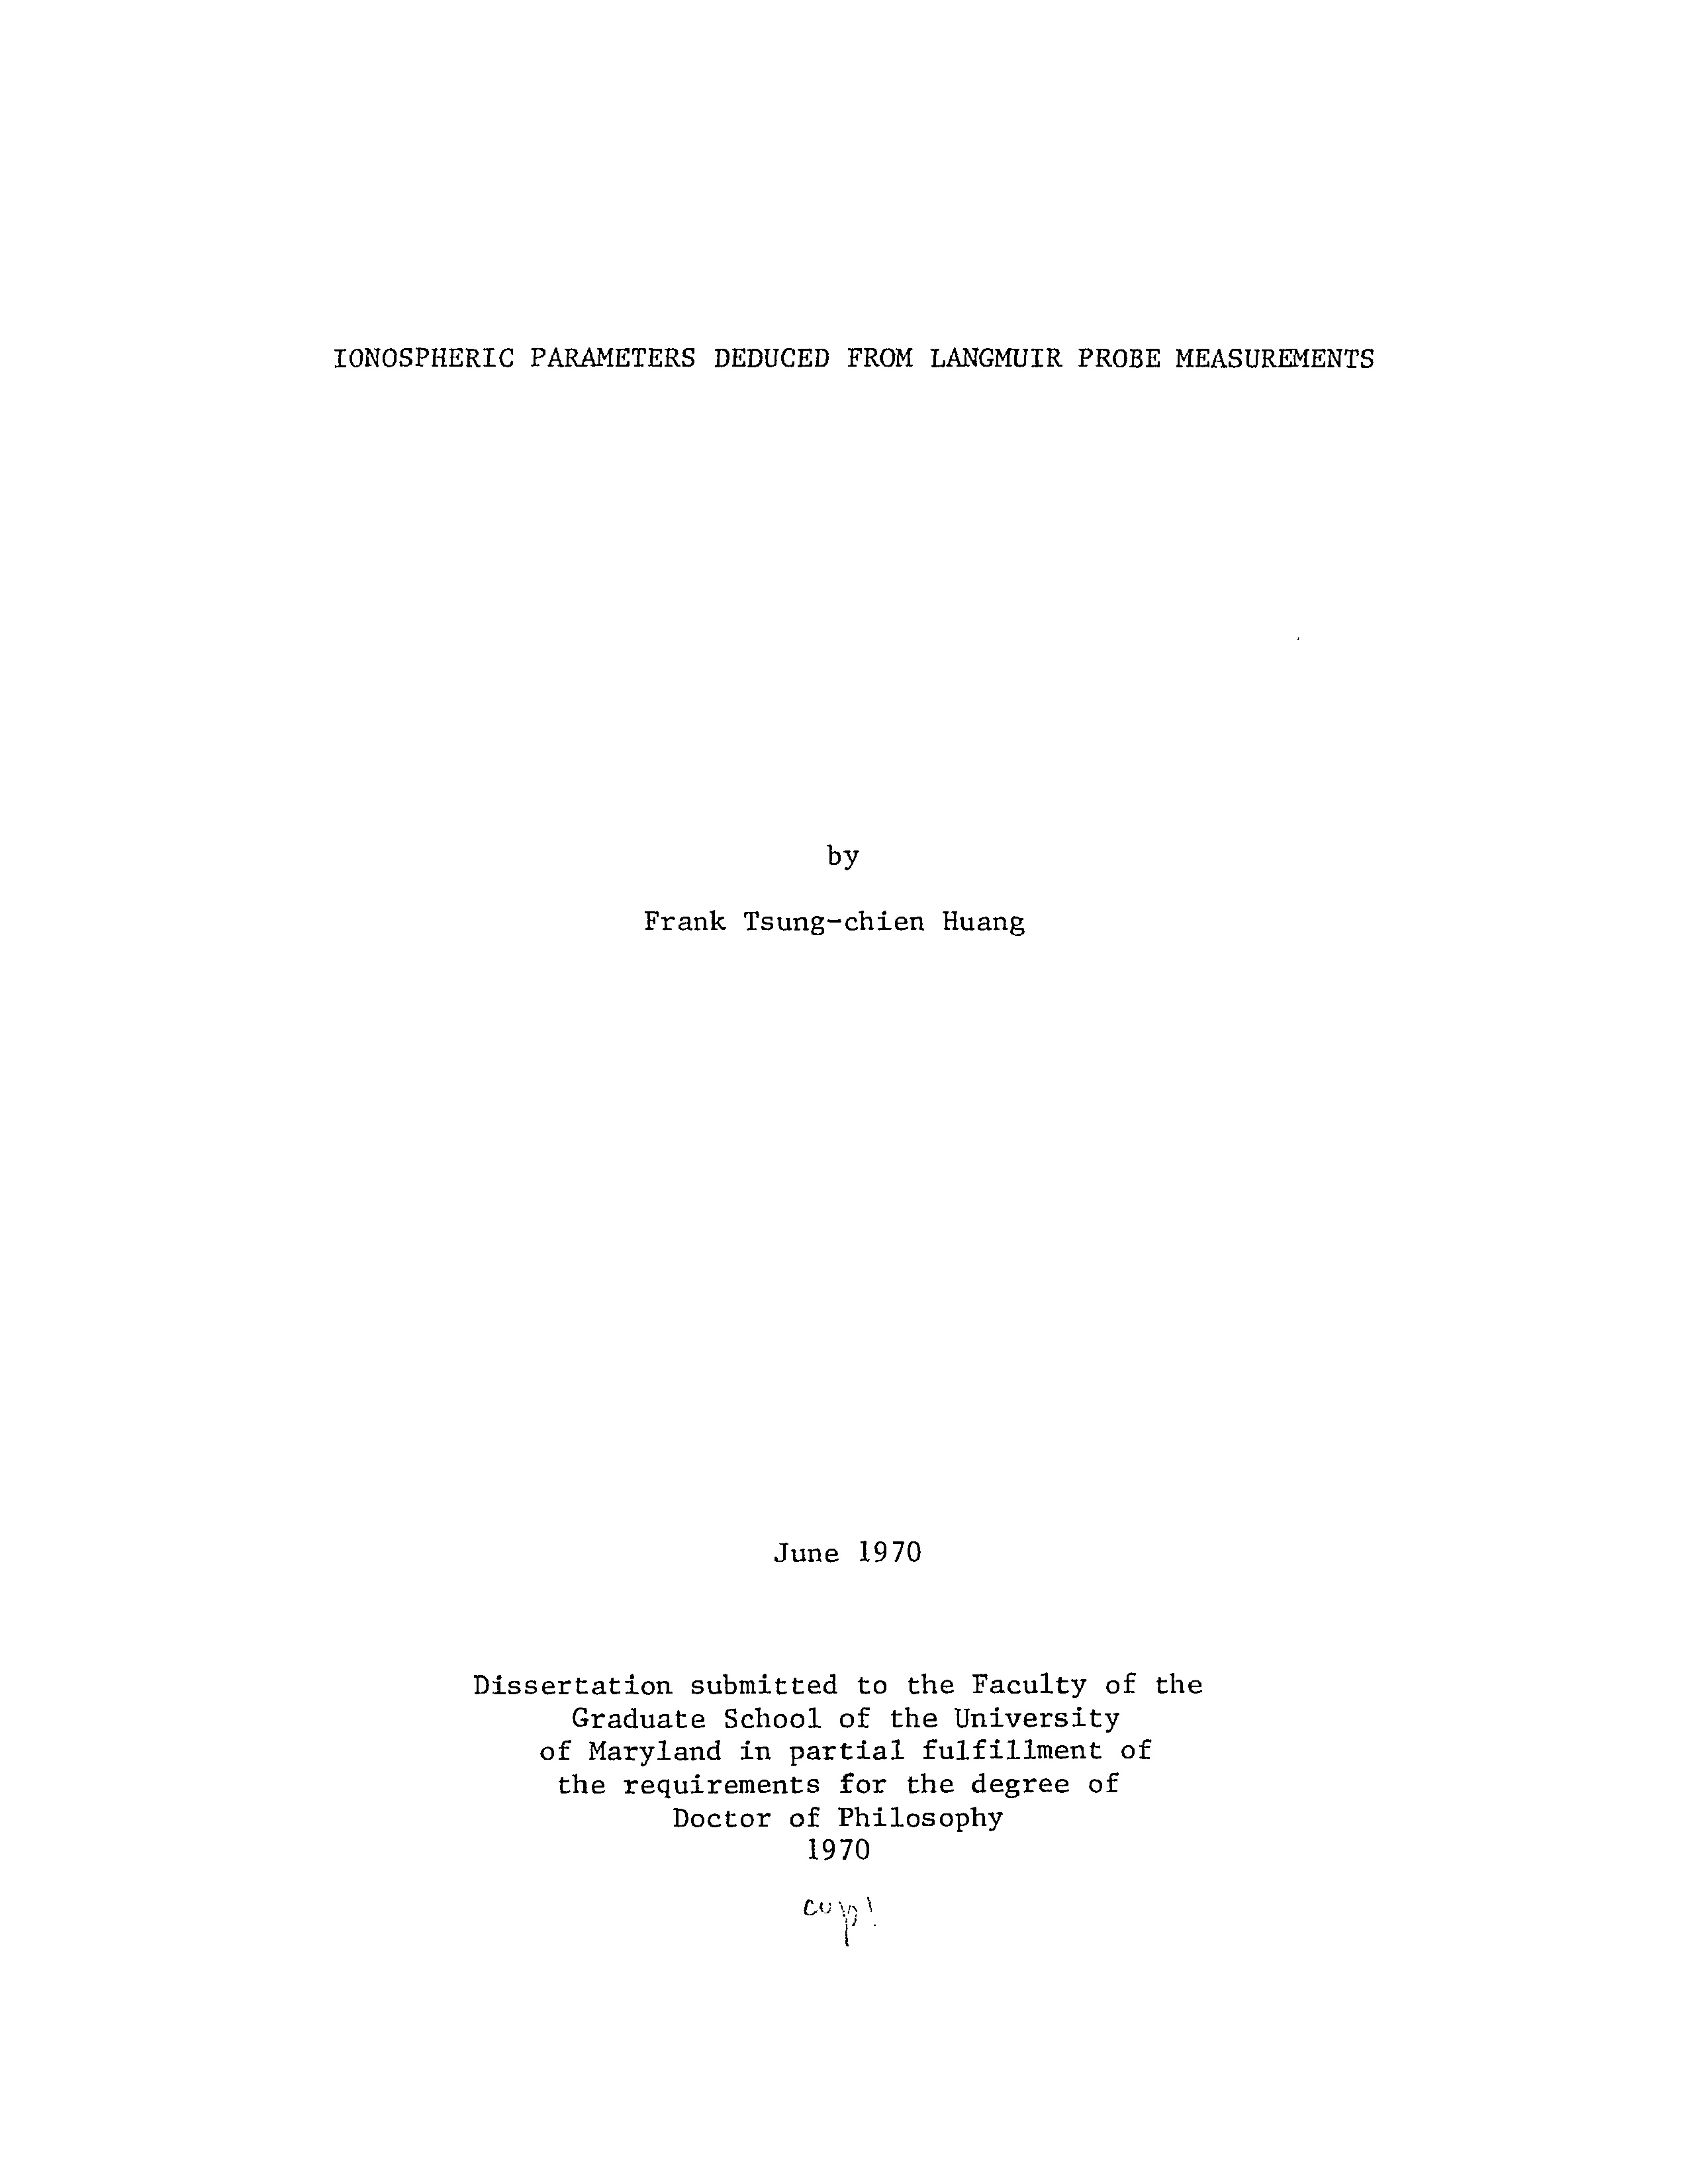 IONOSPHERIC PARAMETERS DEDUCED FROM LANGMUIR PROBE MEASUREMENTS
by
Frank Tsung-chien Huang
June 1970
Dissertation submitted to the Faculty of the
Graduate School of the University
of Maryland in partial fulfillment of
the requirements for the degree of
Doctor of Philosophy
1970